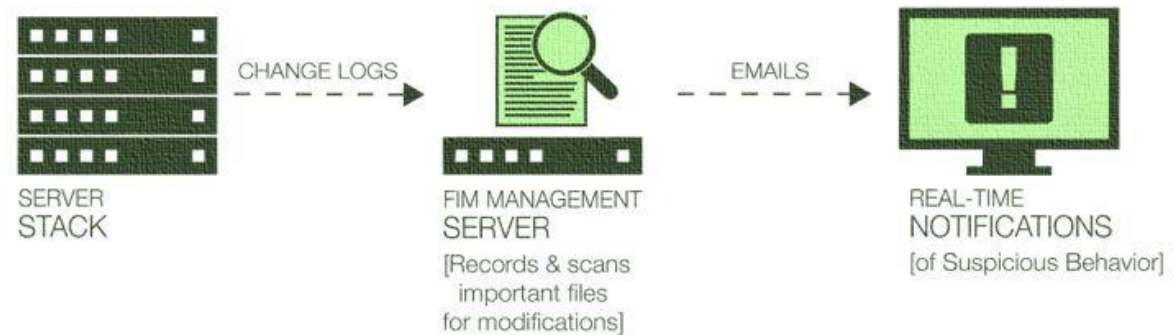 CHANGE LOGS
EMAILS
SERVER
STACK
FIM MANAGEMENT
SERVER
[Records & scans
important files
for modifications]
REAL-TIME
NOTIFICATIONS
[of Suspicious Behavior]